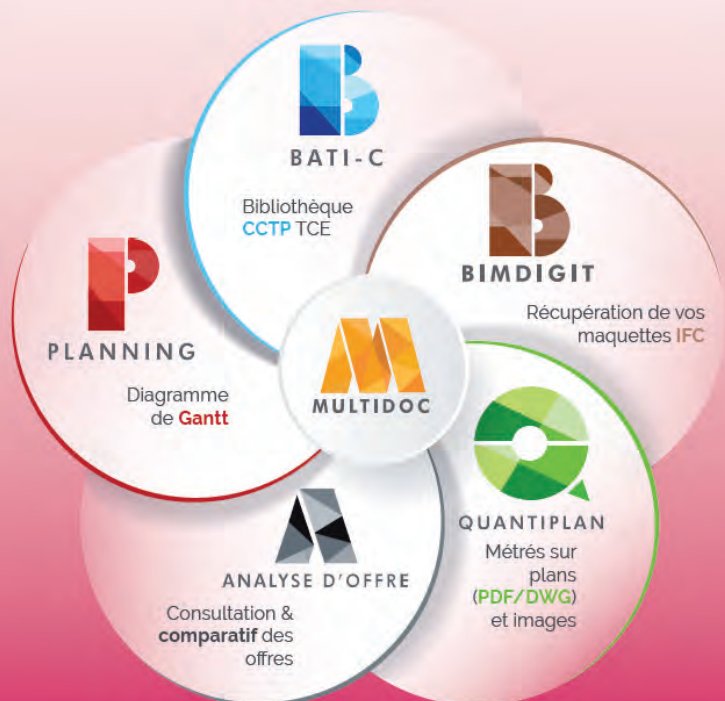 BATI-C
Bibliothèque
CCTP TCE
BIMDIGIT
Récupération de vos
maquettes IFC
PLANNING
Diagramme
de Gantt
MULTIDOC
QUANTIPLAN
Métrés sur
plans
(PDF/DWG)
et images
ANALYSE D'OFFRE
Consultation &
comparatif des
offres